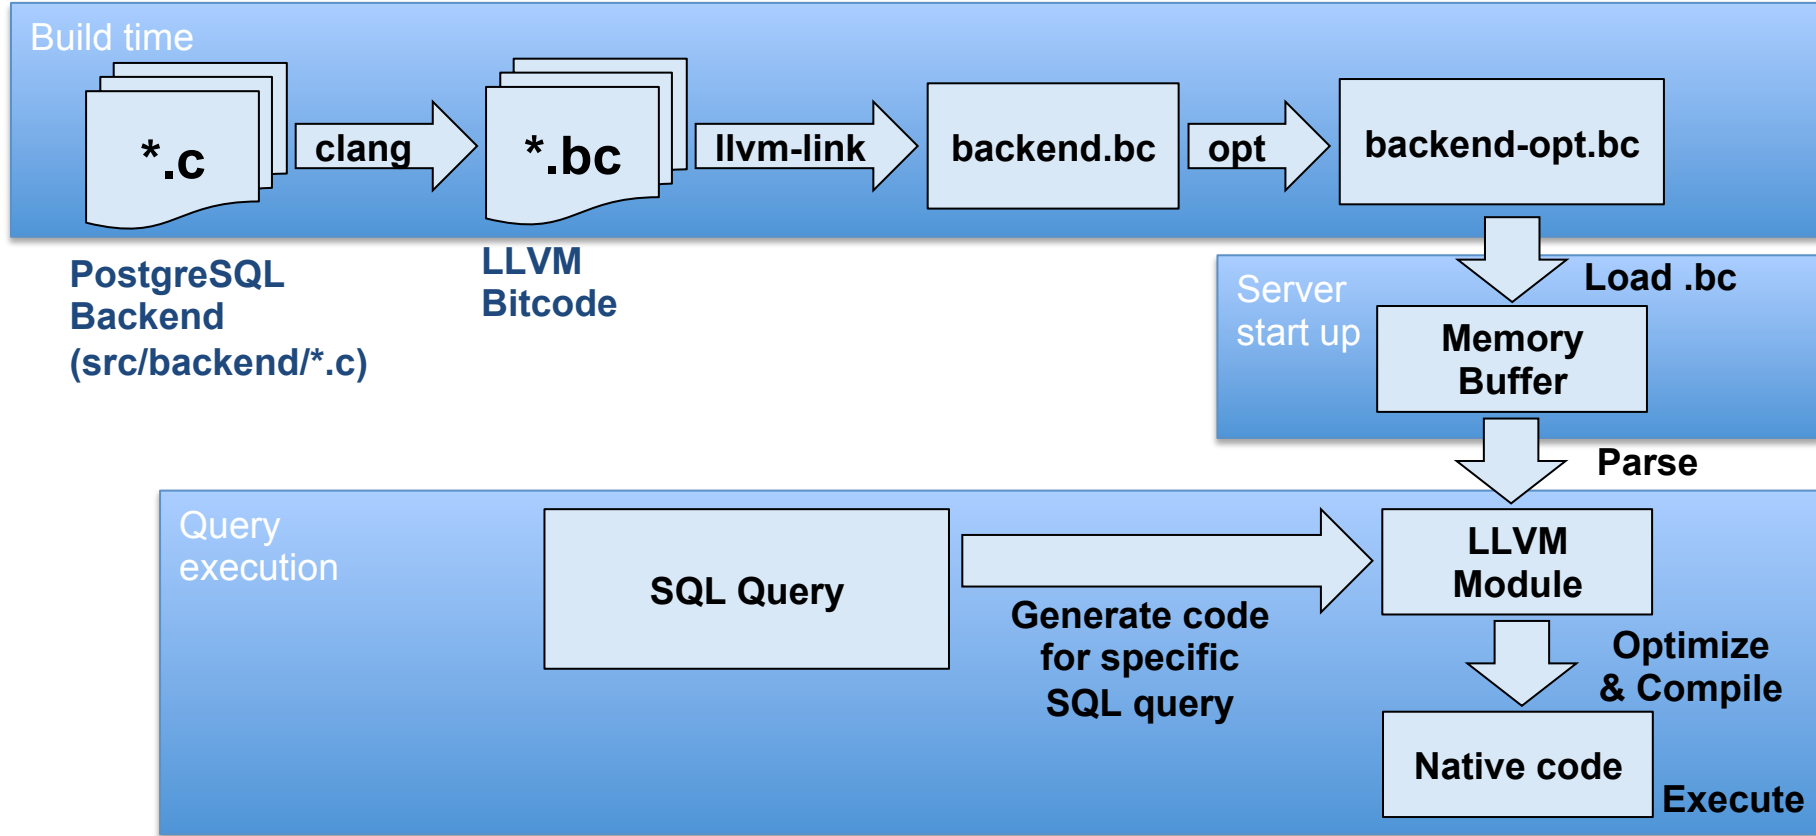 Build time
*.c
clang
*.bc
llvm-link
backend.bc
opt
backend-opt.bc
PostgreSQL
Backend
(src/backend/*.c)
LLVM
Bitcode
Server
start up
Load .bc
Memory
Buffer
Parse
Query
execution
SQL Query
Generate code
for specific
SQL query
LLVM
Module
Optimize
& Compile
Native code
Execute